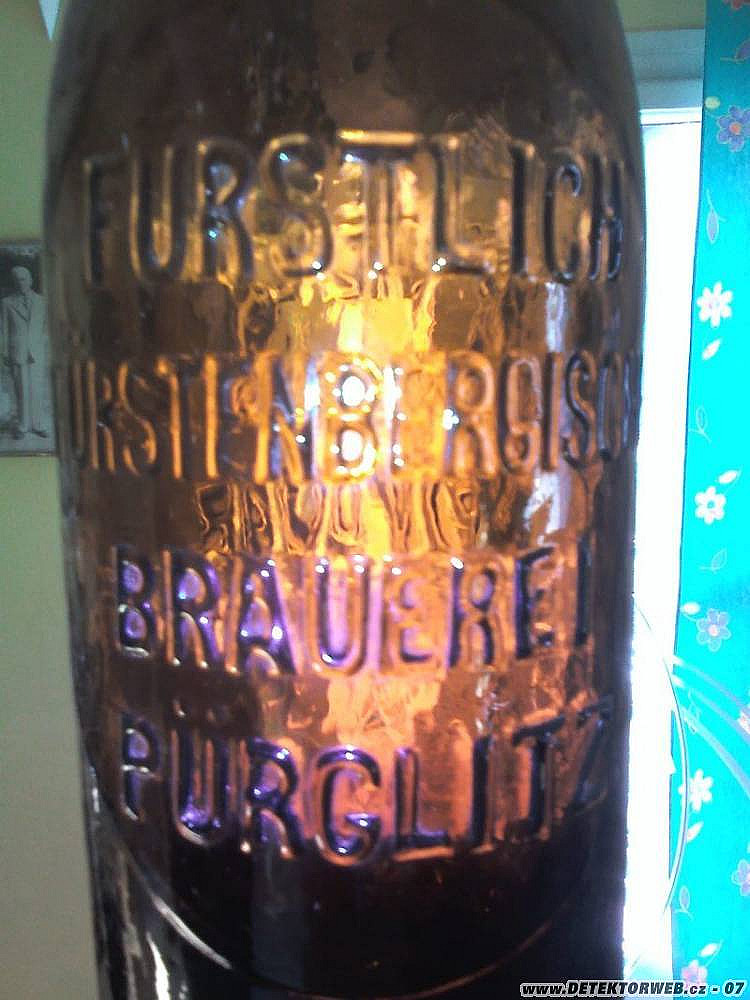 FURSTLICH
URSTENBERGISCH
BRAUEREI
PÜRGLITZ
www.DETEKTORWEB.cz - 07